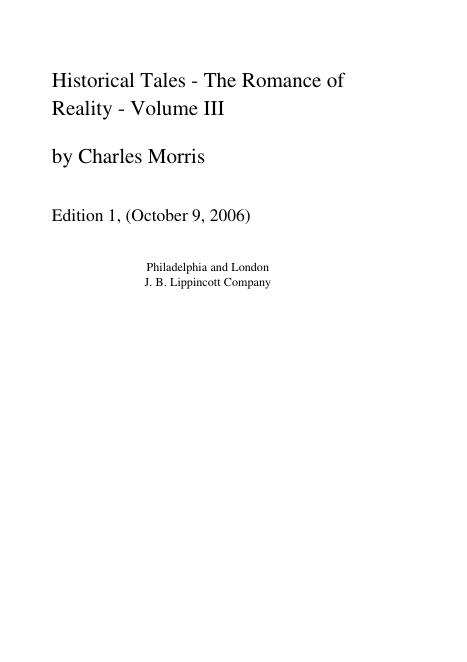 Historical Tales - The Romance of
Reality - Volume III
by Charles Morris
Edition 1, (October 9, 2006)
Philadelphia and London
J. B. Lippincott Company